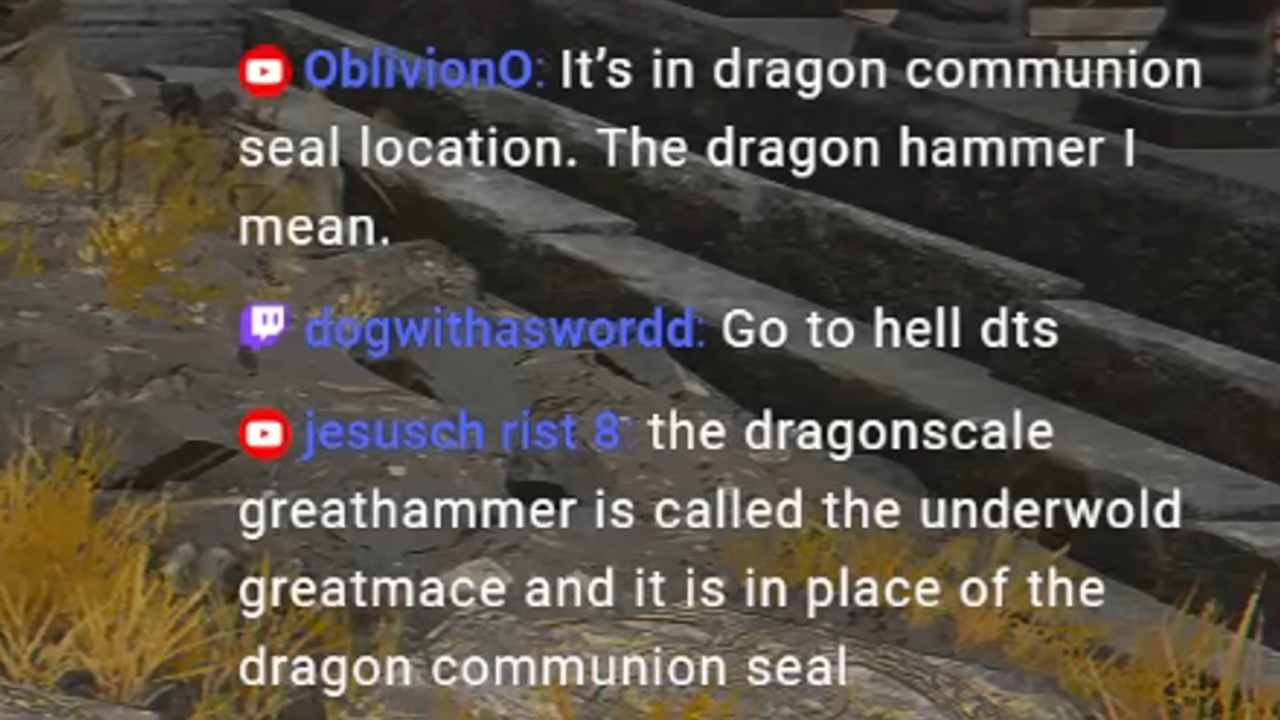 OblivionO: It's in dragon communion
seal location. The dragon hammer I
mean.
dogwithaswordd: Go to hell dts
jesusch rist 8: the dragonscale
greathammer is called the underwold
greatmace and it is in place of the
dragon communion seal